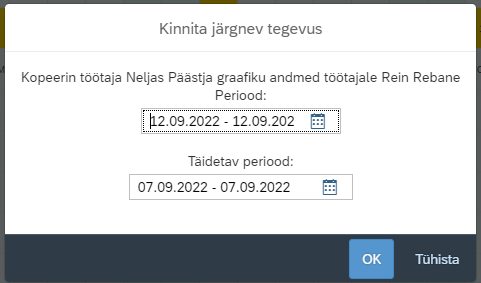 Kinnita järgnev tegevus
Kopeerin töötaja Neljas Päästja graafiku andmed töötajale Rein Rebane
Periood:
12.09.2022 - 12.09.202
Täidetav periood:
07.09.2022 - 07.09.2022
OK Tühista